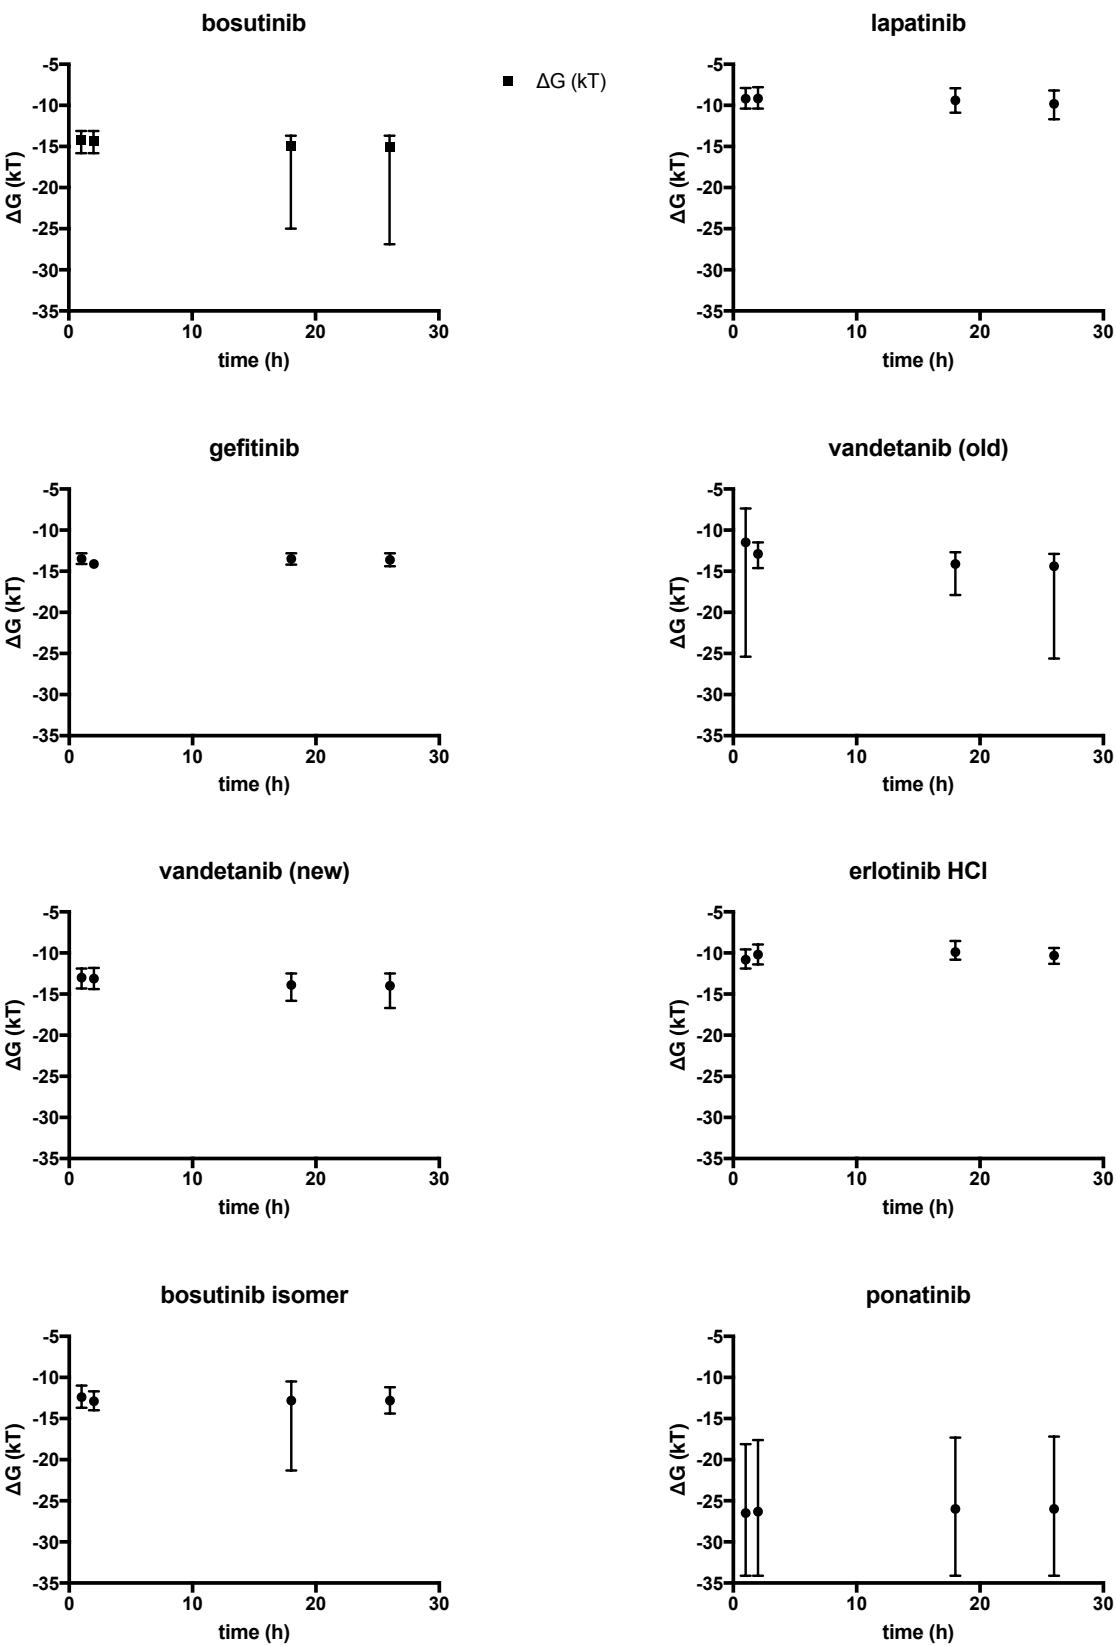 bosutinib
-5
-10
-15
-20
-25
-30
-35
ΔG (kT)
0 10 20 30
time (h)
ΔG (kT)
lapatinib
-5
-10
-15
-20
-25
-30
-35
ΔG (kT)
0 10 20 30
time (h)
gefitinib
-5
-10
-15
-20
-25
-30
-35
ΔG (kT)
0 10 20 30
time (h)
vandetanib (old)
-5
-10
-15
-20
-25
-30
-35
ΔG (kT)
0 10 20 30
time (h)
vandetanib (new)
-5
-10
-15
-20
-25
-30
-35
ΔG (kT)
0 10 20 30
time (h)
erlotinib HCl
-5
-10
-15
-20
-25
-30
-35
ΔG (kT)
0 10 20 30
time (h)
bosutinib isomer
-5
-10
-15
-20
-25
-30
-35
ΔG (kT)
0 10 20 30
time (h)
ponatinib
-5
-10
-15
-20
-25
-30
-35
ΔG (kT)
0 10 20 30
time (h)